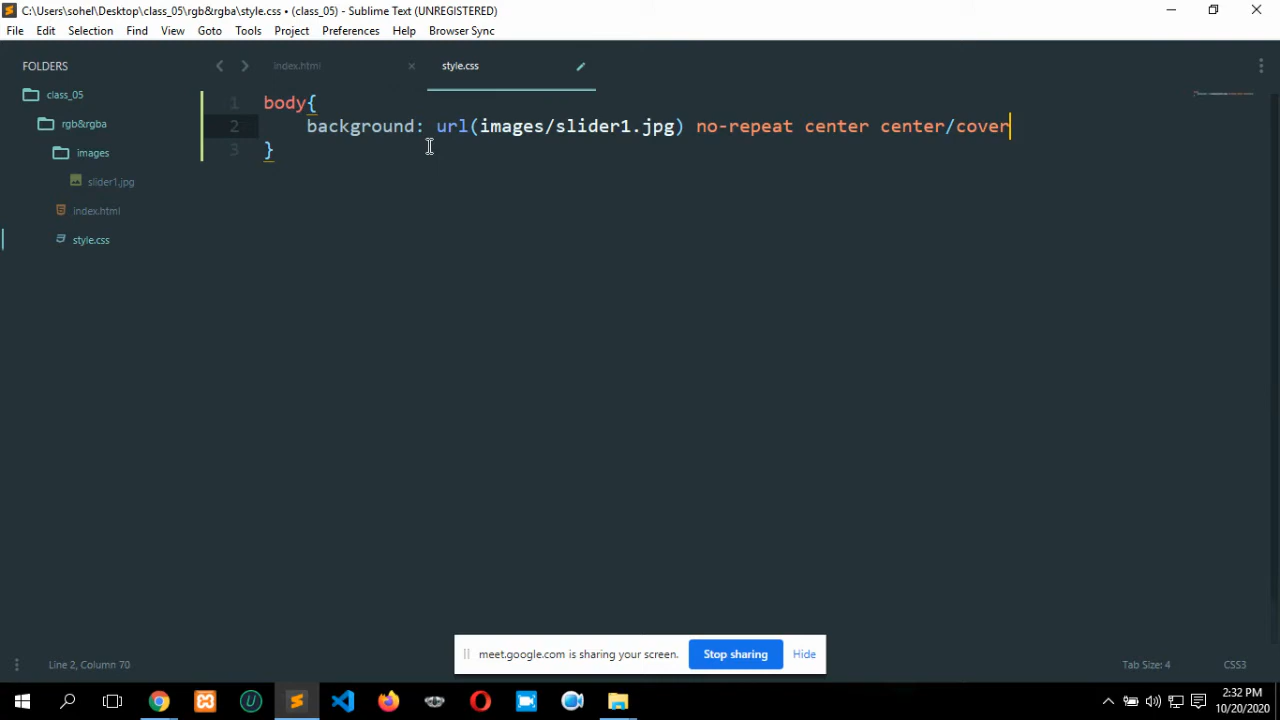 C:\Users\sohel\Desktop\class_05\rgb&rgba\style.css • (class_05) - Sublime Text (UNREGISTERED)
File Edit Selection Find View Goto Tools Project Preferences Help Browser Sync
FOLDERS
class_05
rgb&rgba
images
slider1.jpg
index.html
style.css
index.html
style.css
1 body{
2 background: url(images/slider1.jpg) no-repeat center center/cover
3 }
meet.google.com is sharing your screen. Stop sharing Hide
Line 2, Column 70 Tab Size: 4 CSS3
2:32 PM
10/20/2020